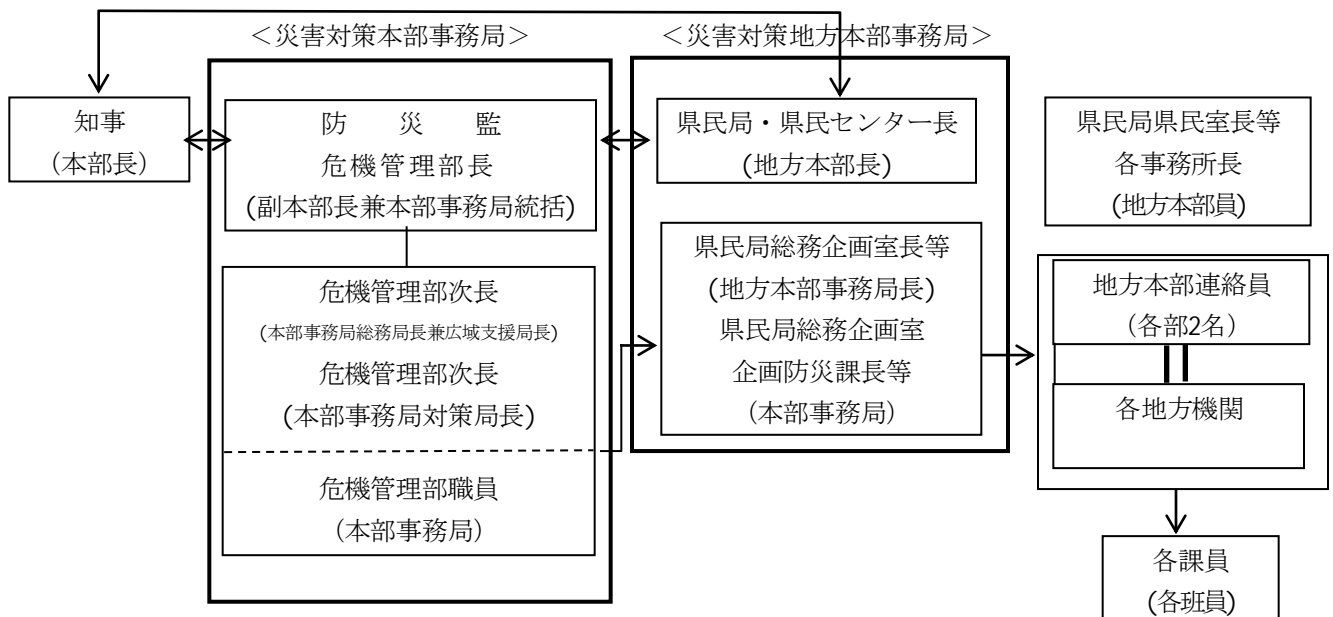 ＜災害対策本部事務局＞
＜災害対策地方本部事務局＞
知事
（本部長）
防　災　監
危機管理部長
(副本部長兼本部事務局統括)
県民局・県民センター長
(地方本部長)
県民局県民室長等
各事務所長
(地方本部員)
危機管理部次長
(本部事務局総務局長兼広域支援局長)
危機管理部次長
(本部事務局対策局長)
危機管理部職員
（本部事務局）
県民局総務企画室長等
(地方本部事務局長)
県民局総務企画室
企画防災課長等
（本部事務局）
地方本部連絡員
（各部2名）
各地方機関
各課員
(各班員)